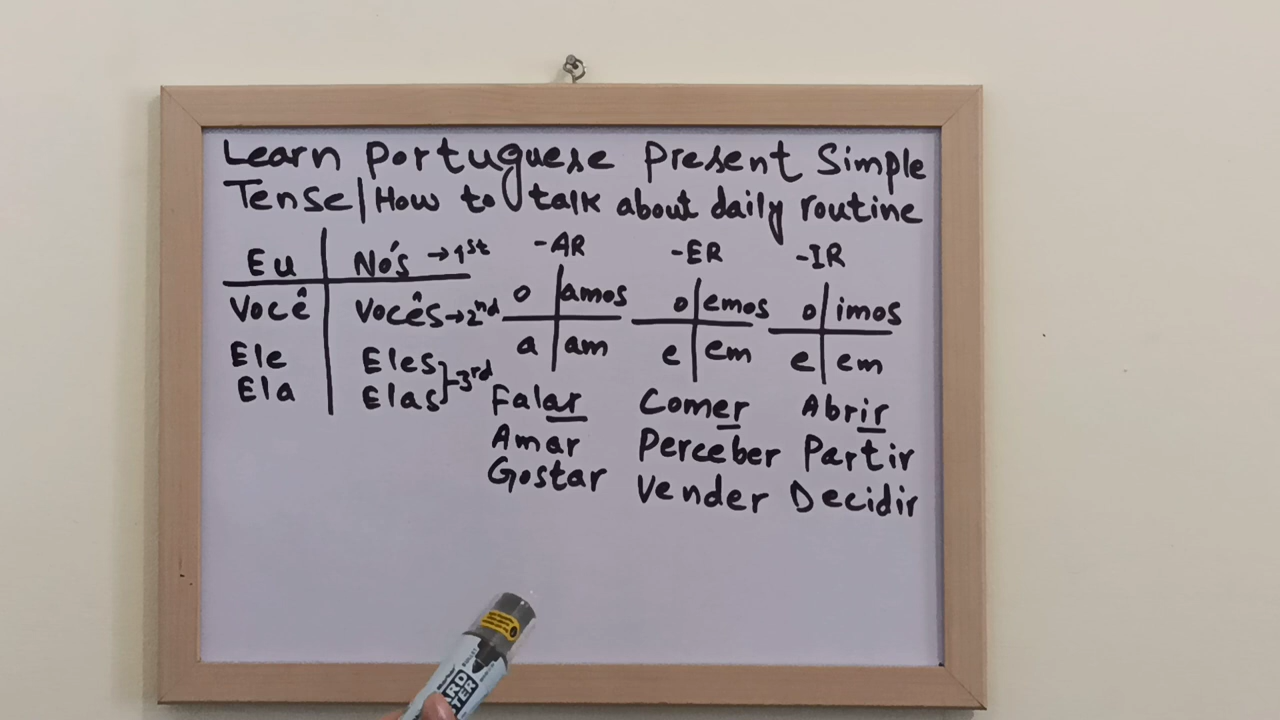 Learn Portuguese Present Simple
Tense | How to talk about daily routine
Eu Nós → 1st
Você Vocês → 2nd
Ele Eles
Ela Elas } - 3rd
-AR
o amos
a am
Falar
Amar
Gostar
-ER
o emos
e em
Comer
Perceber
Vender
-IR
o imos
e em
Abrir
Partir
Decidir